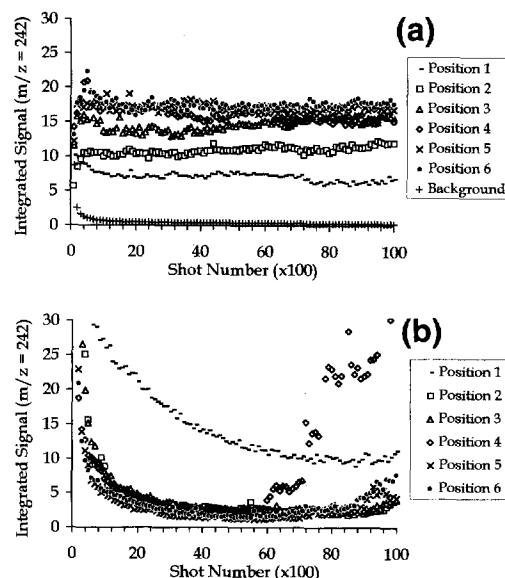 (a)
Integrated Signal (m/z = 242)
30
25
20
15
10
5
0
0 20 40 60 80 100
Shot Number (x100)
- Position 1
□ Position 2
△ Position 3
◇ Position 4
× Position 5
• Position 6
+ Background
(b)
Integrated Signal (m/z = 242)
30
25
20
15
10
5
0
0 20 40 60 80 100
Shot Number (x100)
- Position 1
□ Position 2
△ Position 3
◇ Position 4
× Position 5
• Position 6